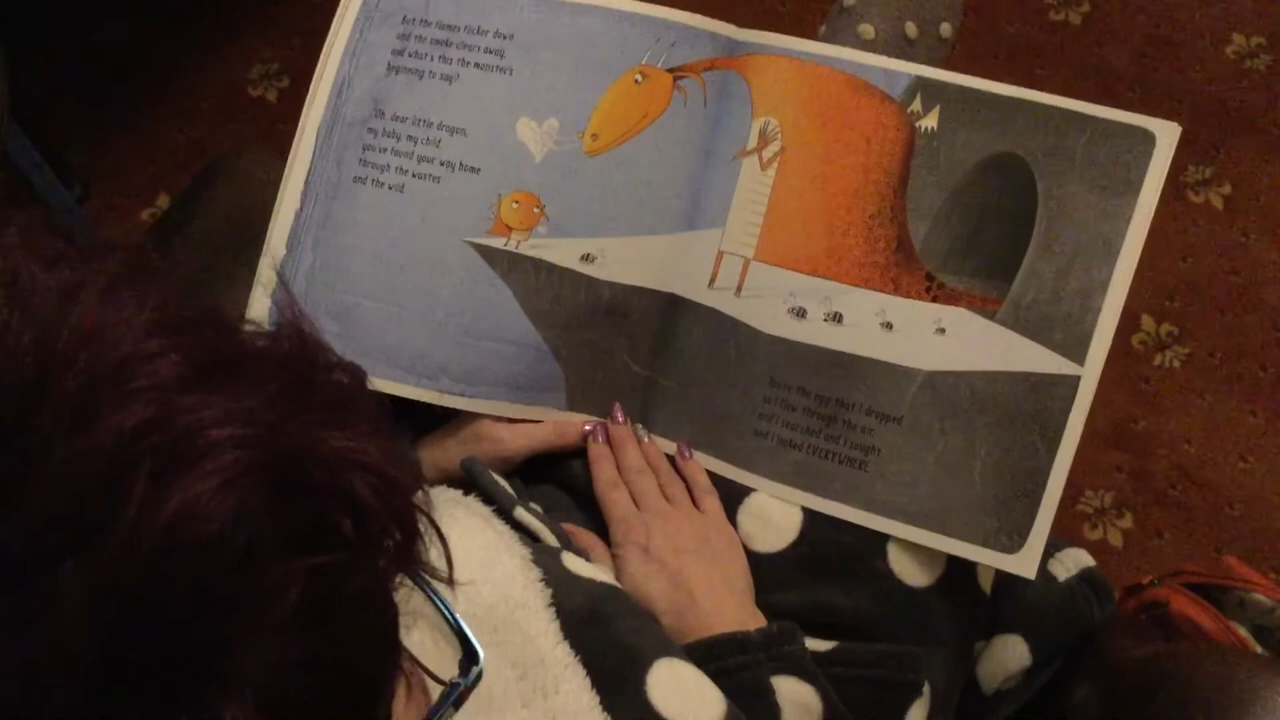 But the flames flicker down
and the smoke clears away,
and what's this the monster's
beginning to say?
"Oh, dear little dragon,
my baby, my child,
you've found your way home
through the wastes
and the wild.
You're the egg that I dropped
as I flew through the air,
and I searched and I sought
and I looked EVERYWHERE.